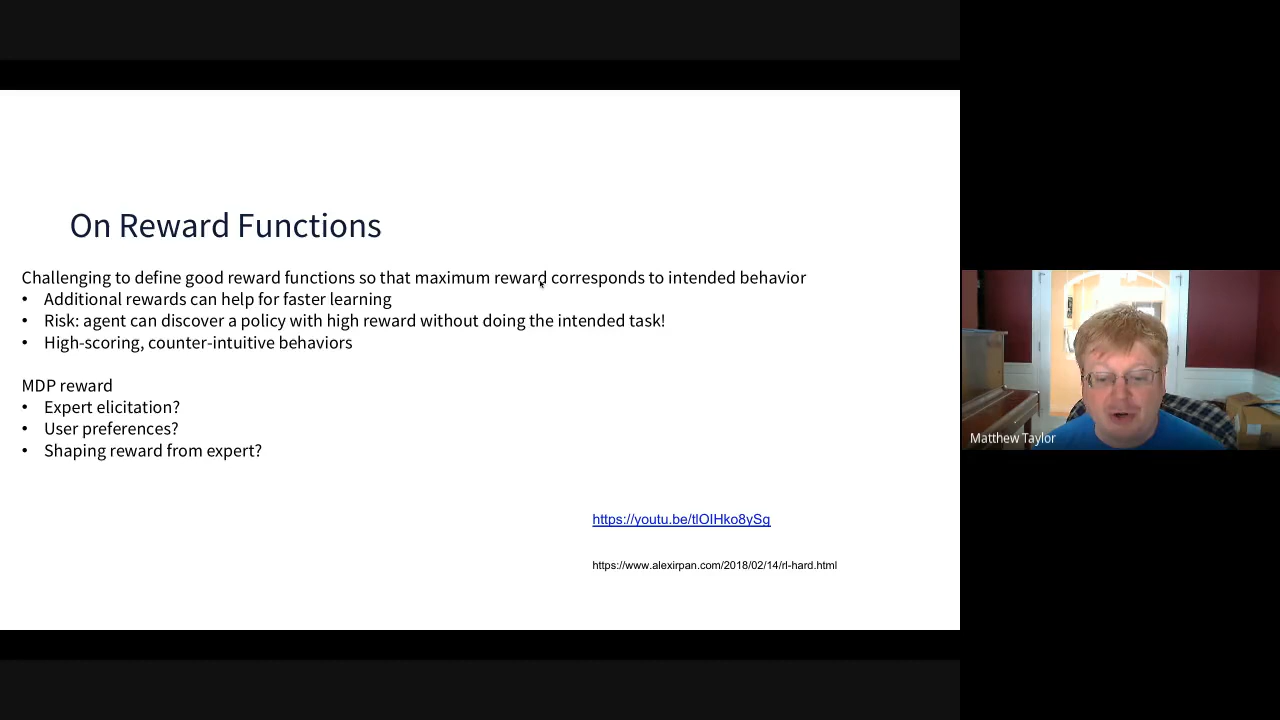 On Reward Functions
Challenging to define good reward functions so that maximum reward corresponds to intended behavior
• Additional rewards can help for faster learning
• Risk: agent can discover a policy with high reward without doing the intended task!
• High-scoring, counter-intuitive behaviors
MDP reward
• Expert elicitation?
• User preferences?
• Shaping reward from expert?
https://youtu.be/tlOIHko8ySg
https://www.alexirpan.com/2018/02/14/rl-hard.html
Matthew Taylor